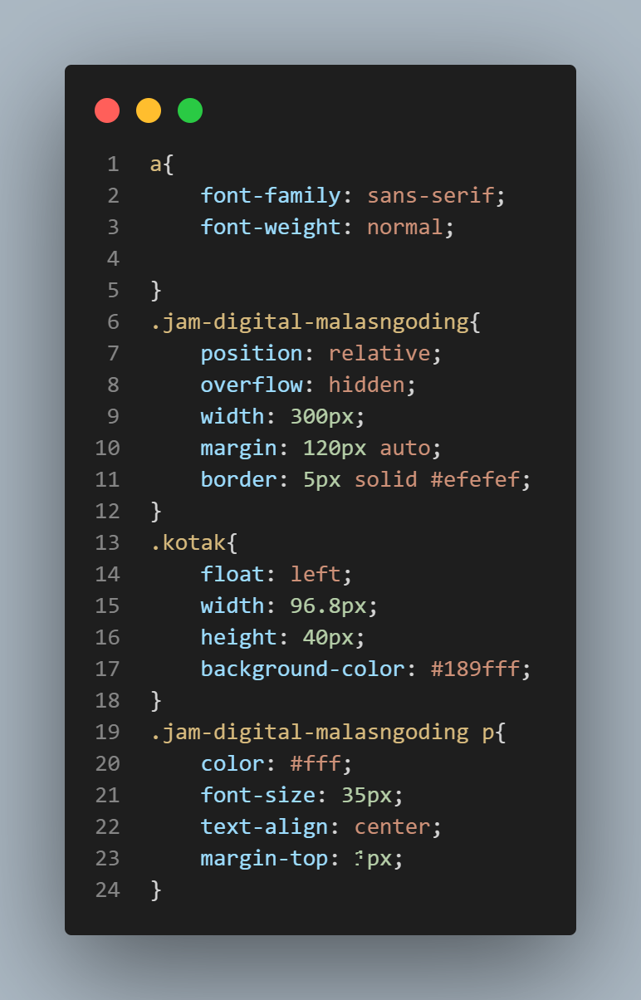 1 a{
2 font-family: sans-serif;
3 font-weight: normal;
4
5 }
6 .jam-digital-malasngoding{
7 position: relative;
8 overflow: hidden;
9 width: 300px;
10 margin: 120px auto;
11 border: 5px solid #efefef;
12 }
13 .kotak{
14 float: left;
15 width: 96.8px;
16 height: 40px;
17 background-color: #189fff;
18 }
19 .jam-digital-malasngoding p{
20 color: #fff;
21 font-size: 35px;
22 text-align: center;
23 margin-top:
24 }